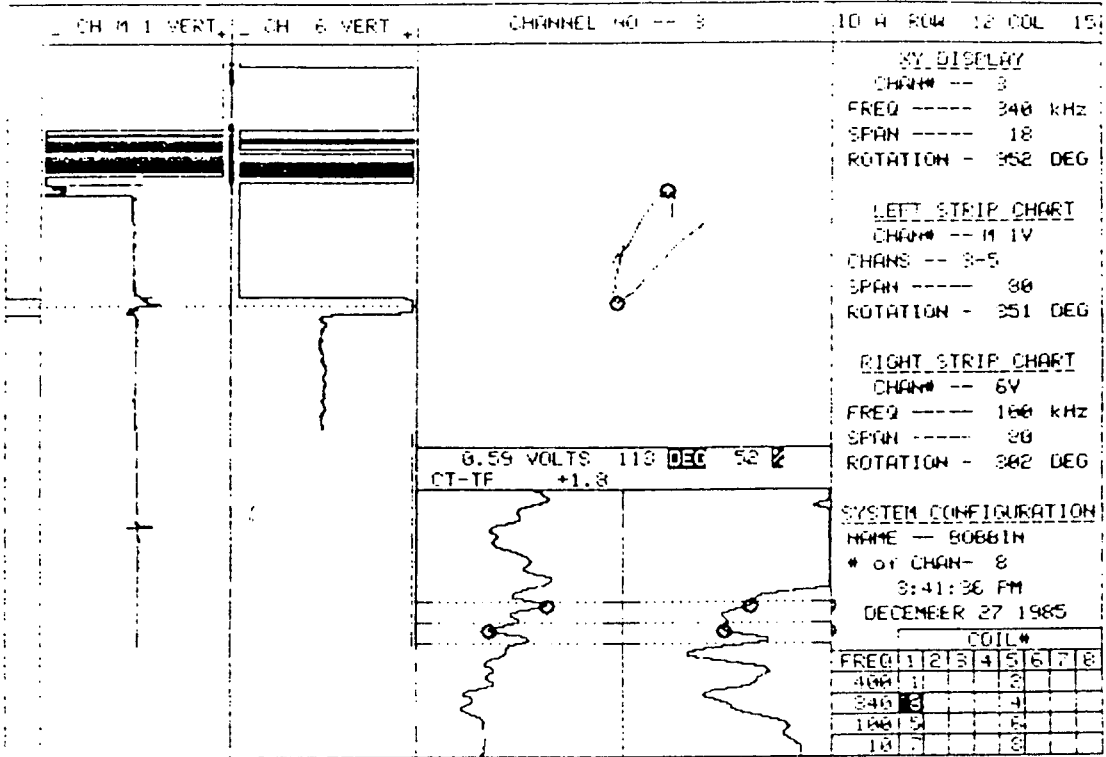 _ CH M 1 VERT +
_ CH 6 VERT +
CHANNEL NO -- 3
ID A ROW 12 COL 15
XY DISPLAY
CHAN# -- 3
FREQ ----- 340 kHz
SPAN ----- 18
ROTATION - 352 DEG
LEFT STRIP CHART
CHAN# -- M 1V
CHANS -- 3-5
SPAN -----
ROTATION - 351 DEG
RIGHT STRIP CHART
CHAN# -- 6V
FREQ ----- 100 kHz
SPAN -----
ROTATION - 302 DEG
0.59 VOLTS 113 DEG 52 %
CT-TF +1.8
SYSTEM CONFIGURATION
NAME -- BOBBIN
# of CHAN- 8
3:41:36 PM
DECEMBER 27 1985
COIL#
FREQ 1 2 3 4 5 6 7 8
400 1 2
340 3 4
100 5 6
10 7 8